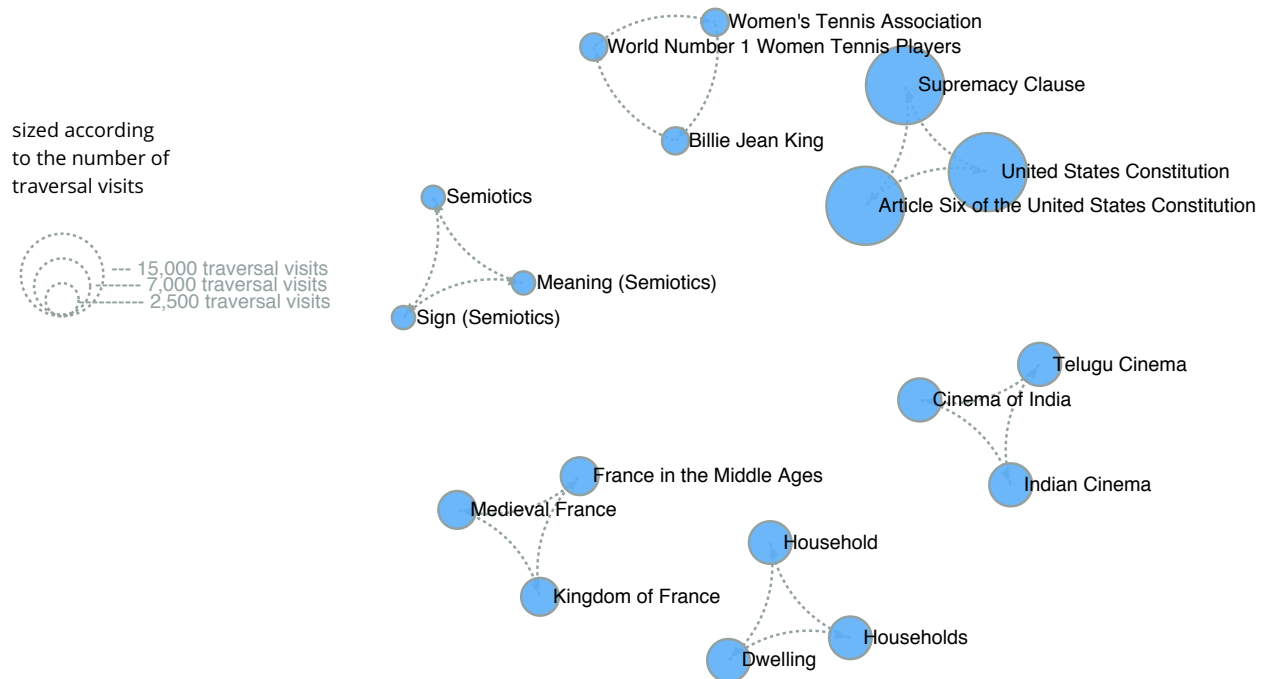 Women's Tennis Association
World Number 1 Women Tennis Players
Supremacy Clause
sized according
to the number of
traversal visits
Billie Jean King
United States Constitution
Semiotics
Article Six of the United States Constitution
15,000 traversal visits
7,000 traversal visits
2,500 traversal visits
Meaning (Semiotics)
Sign (Semiotics)
Telugu Cinema
Cinema of India
France in the Middle Ages
Indian Cinema
Medieval France
Household
Kingdom of France
Households
Dwelling